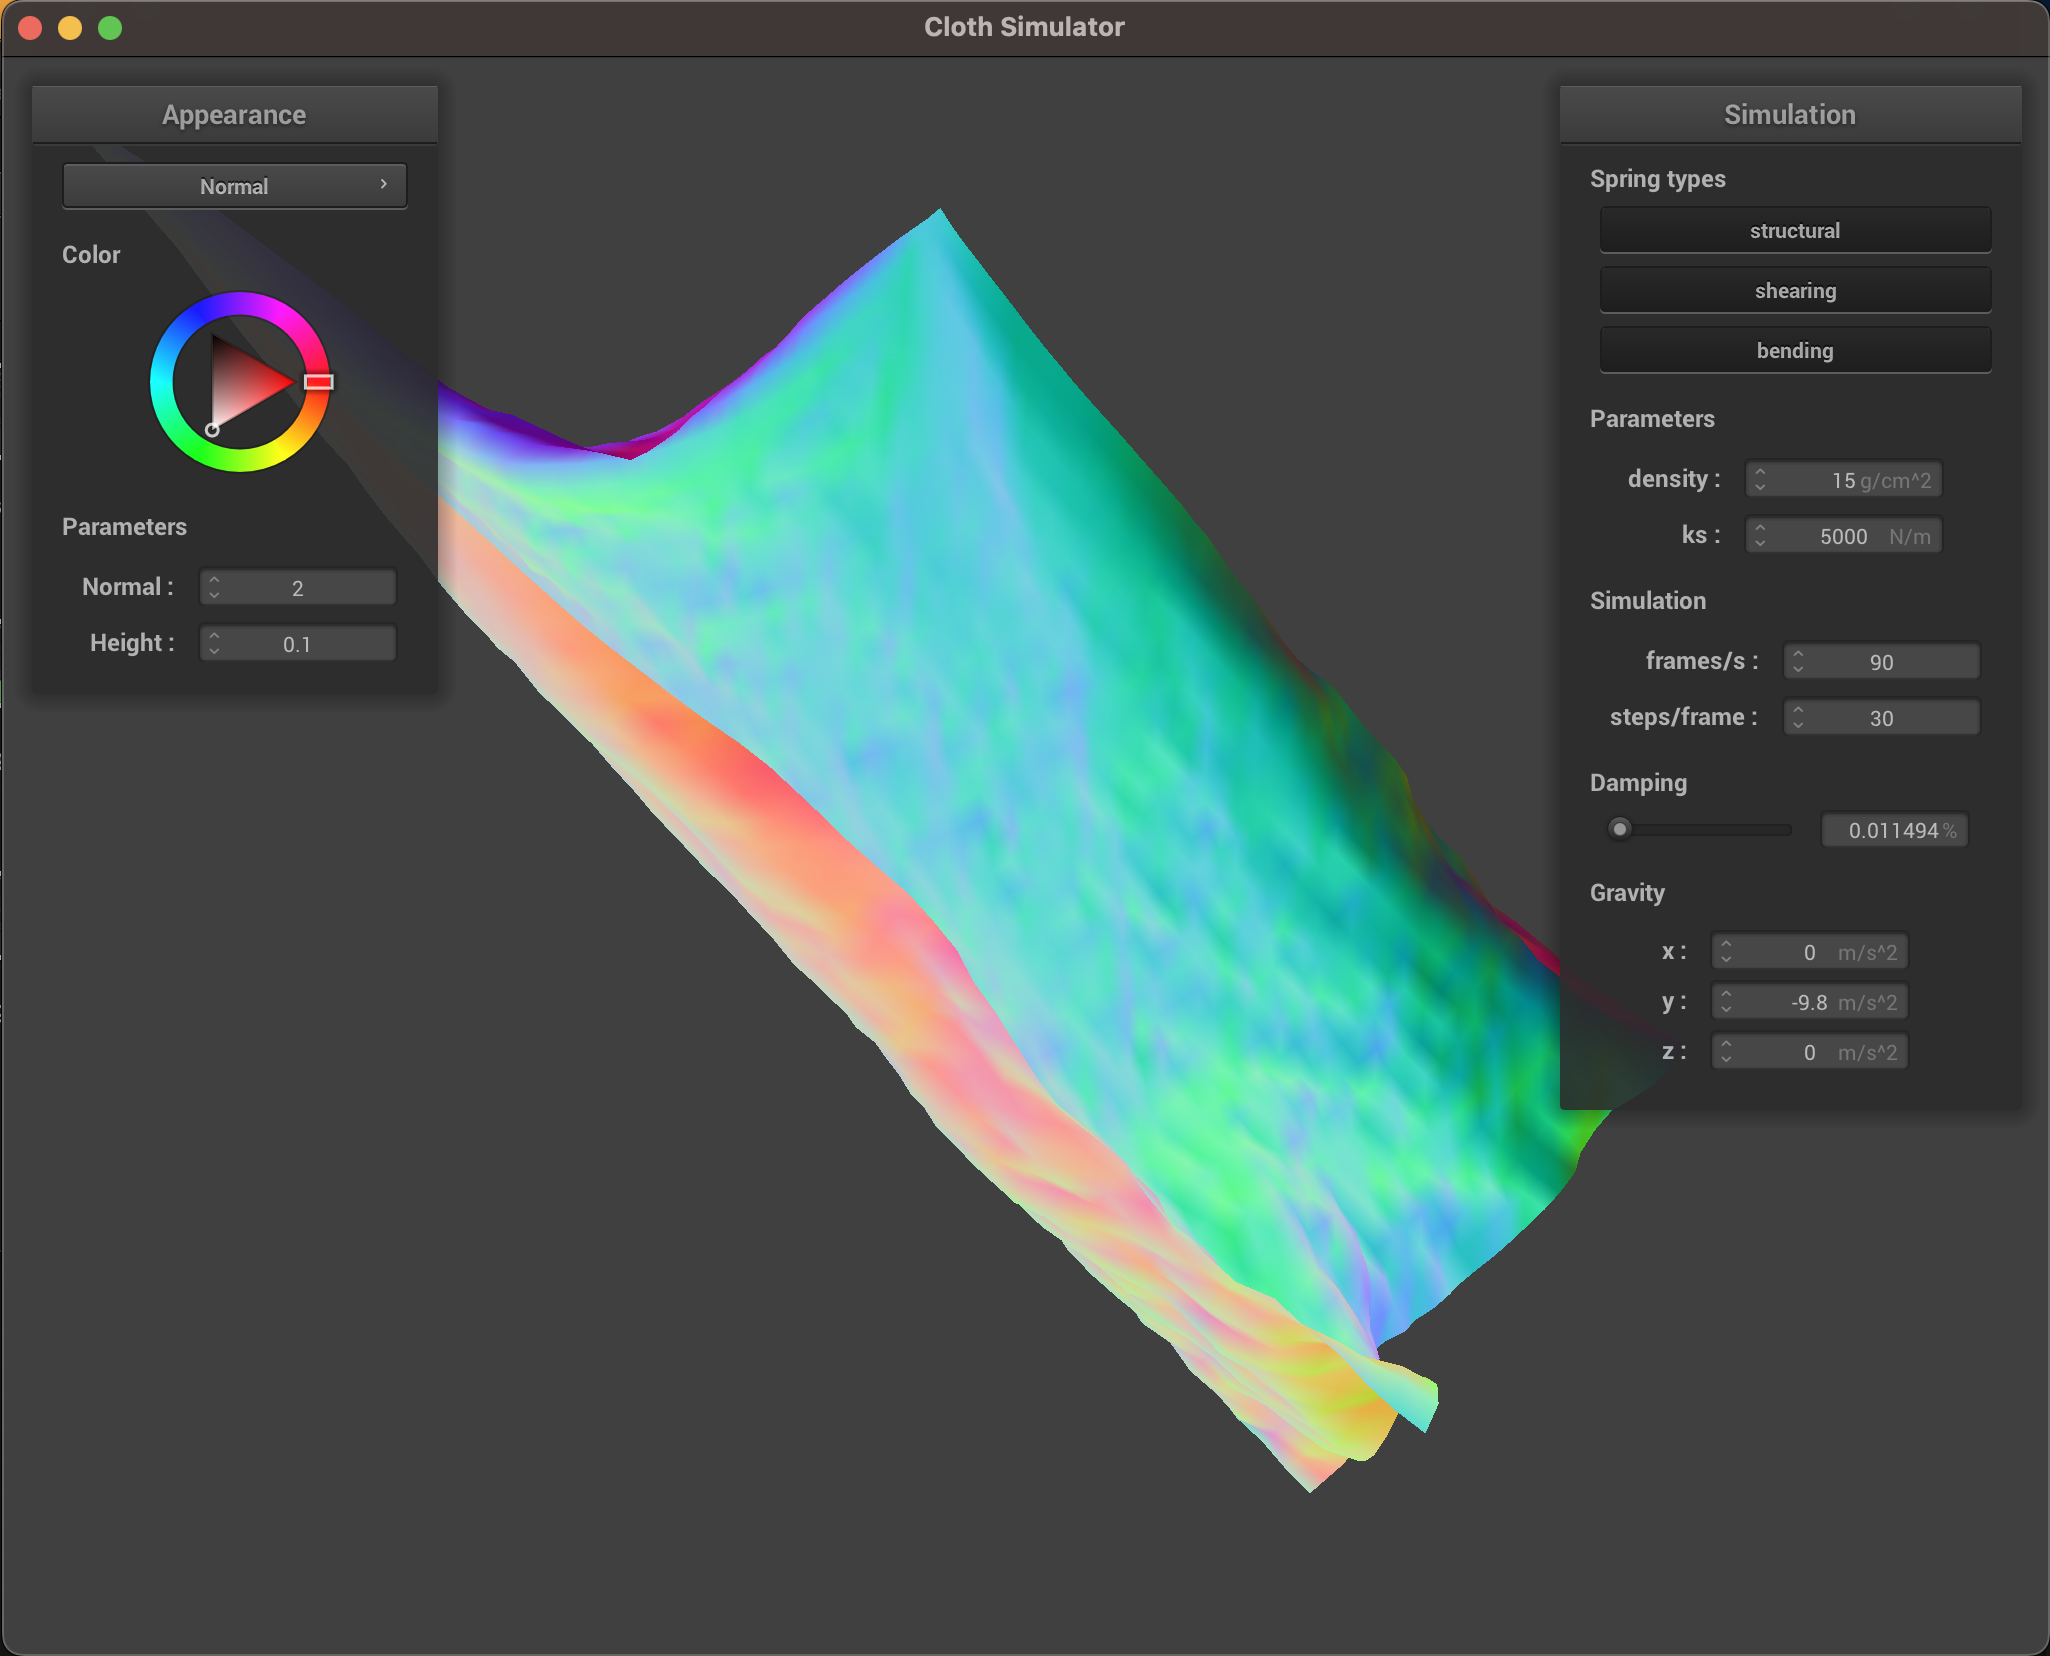 Cloth Simulator
Appearance
Normal
Color
Parameters
Normal : 2
Height : 0.1
Simulation
Spring types
structural
shearing
bending
Parameters
density : 15 g/cm^2
ks : 5000 N/m
Simulation
frames/s : 90
steps/frame : 30
Damping
0.011494 %
Gravity
x : 0 m/s^2
y : -9.8 m/s^2
z : 0 m/s^2